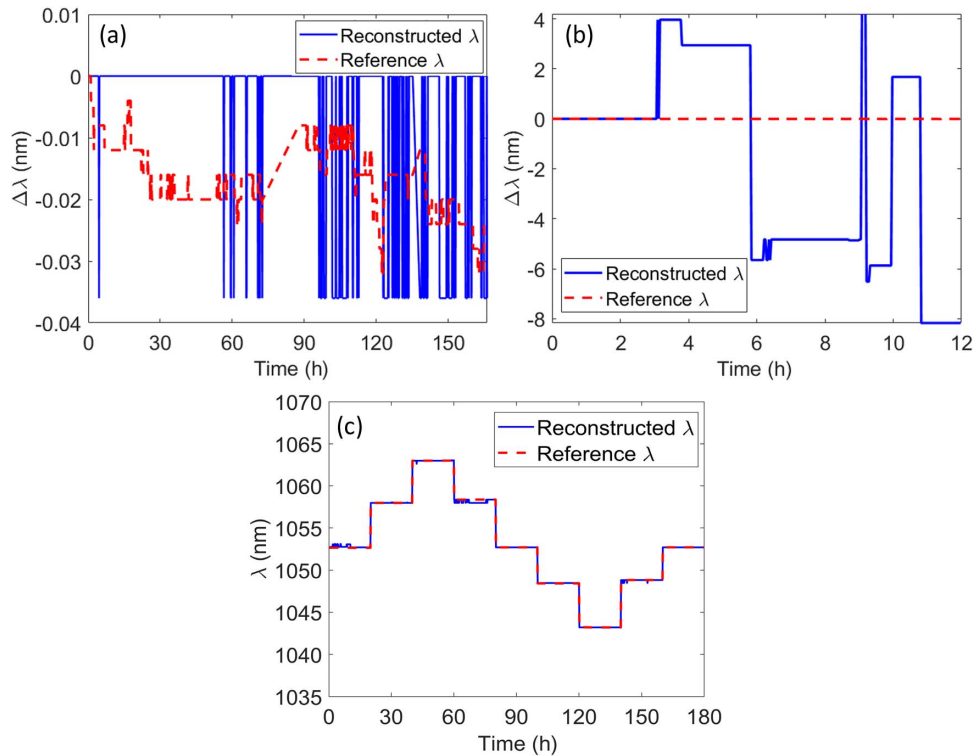 (a)
Reconstructed λ
Reference λ
0.01
0
-0.01
-0.02
-0.03
-0.04
Δλ (nm)
0 30 60 90 120 150
Time (h)
(b)
Reconstructed λ
Reference λ
4
2
0
-2
-4
-6
-8
Δλ (nm)
0 2 4 6 8 10 12
Time (h)
(c)
Reconstructed λ
Reference λ
1070
1065
1060
1055
1050
1045
1040
1035
λ (nm)
0 30 60 90 120 150 180
Time (h)